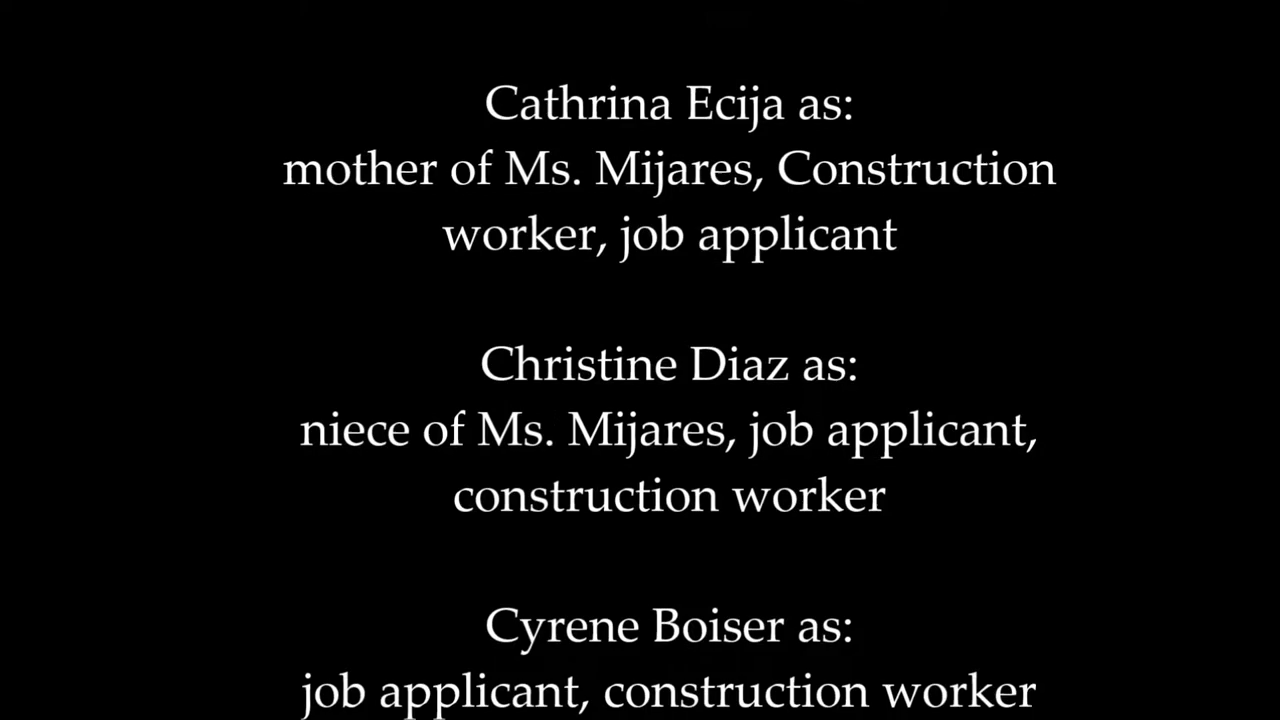 Cathrina Ecija as:
mother of Ms. Mijares, Construction
worker, job applicant
Christine Diaz as:
niece of Ms. Mijares, job applicant,
construction worker
Cyrene Boiser as:
job applicant, construction worker